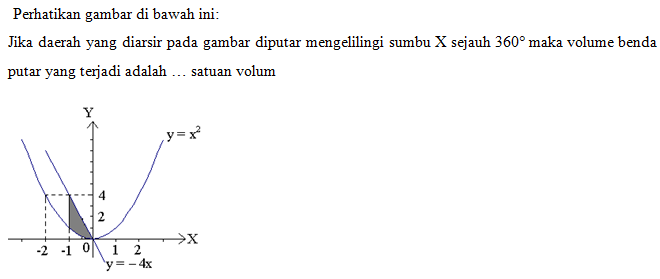 Perhatikan gambar di bawah ini:
Jika daerah yang diarsir pada gambar diputar mengelilingi sumbu X sejauh 360° maka volume benda
putar yang terjadi adalah … satuan volum
Y
y = x²
4
2
X
-2 -1 0 1 2
y = – 4x